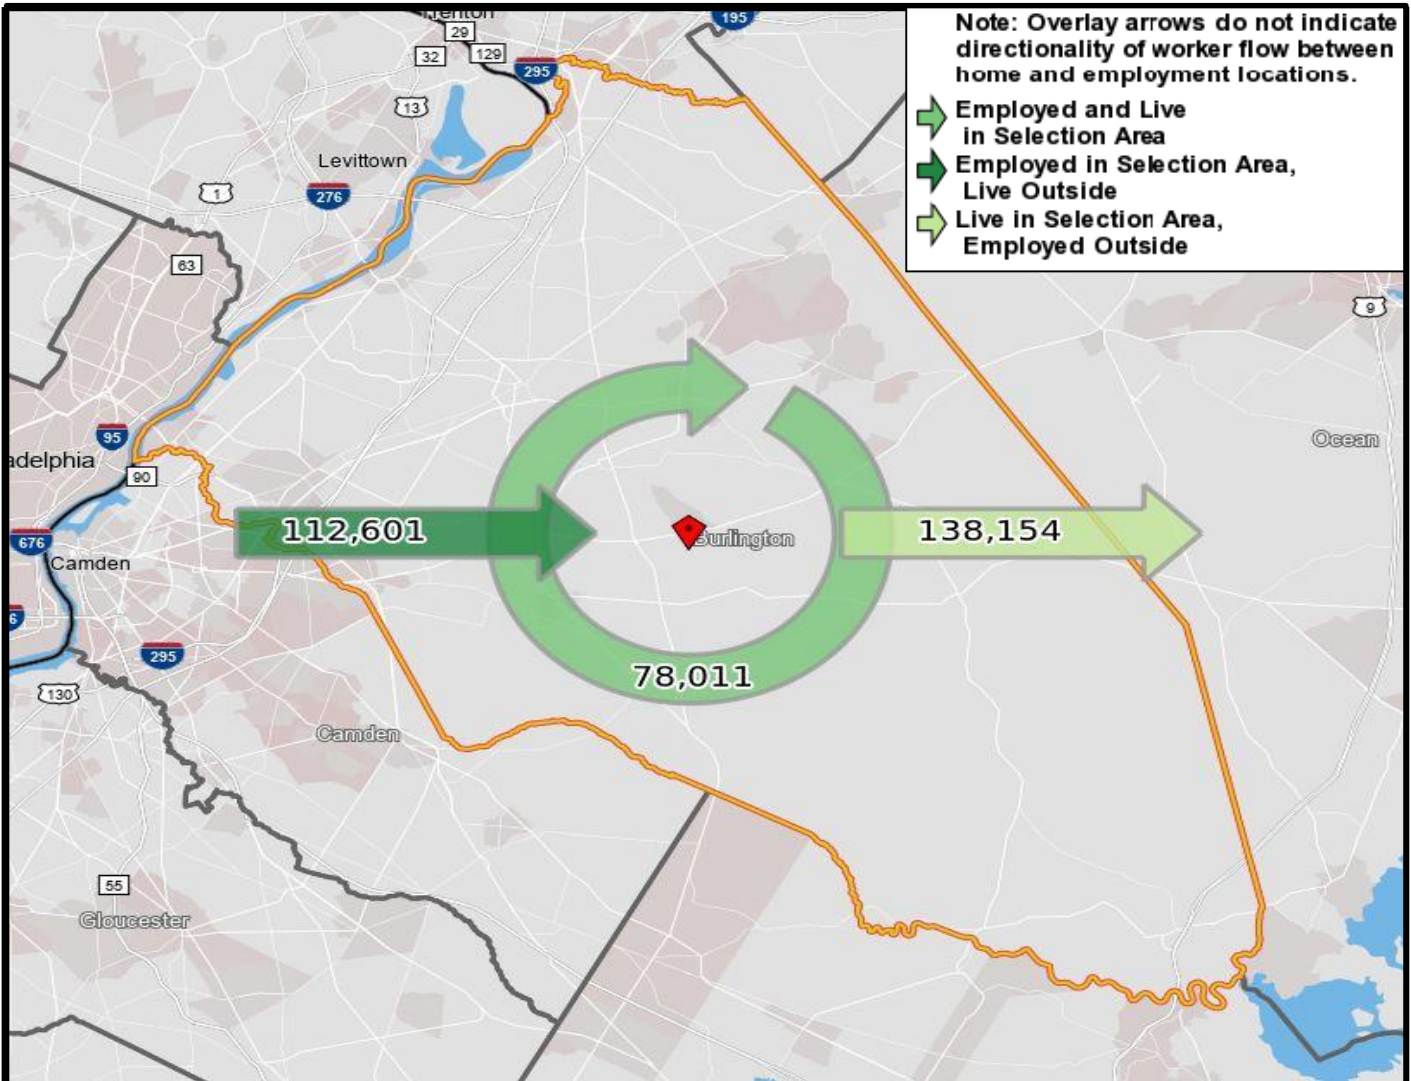 Trenton
195
Note: Overlay arrows do not indicate
directionality of worker flow between
home and employment locations.
Employed and Live
in Selection Area
Employed in Selection Area,
Live Outside
Live in Selection Area,
Employed Outside
29
32
129
295
13
Levittown
1
276
63
9
95
Ocean
adelphia
90
112,601
138,154
Burlington
676
Camden
6
295
78,011
130
Camden
55
Gloucester